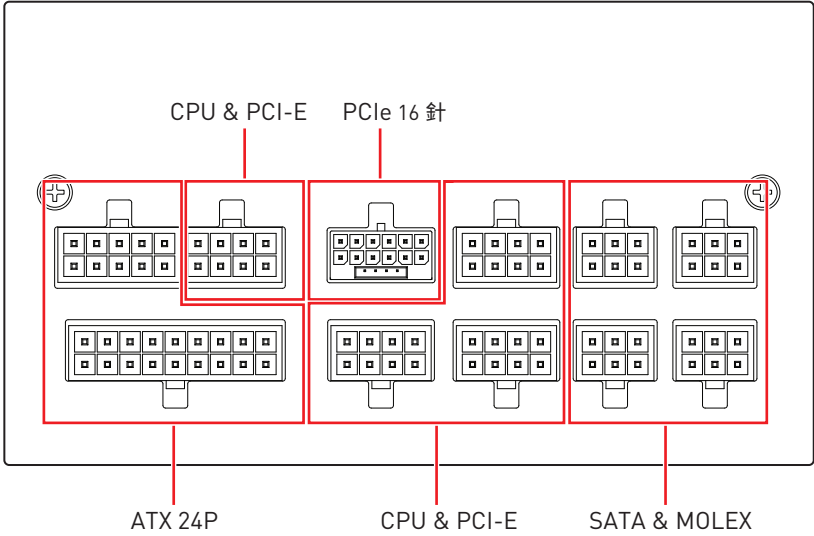 CPU & PCI-E
PCIe 16 針
ATX 24P
CPU & PCI-E
SATA & MOLEX